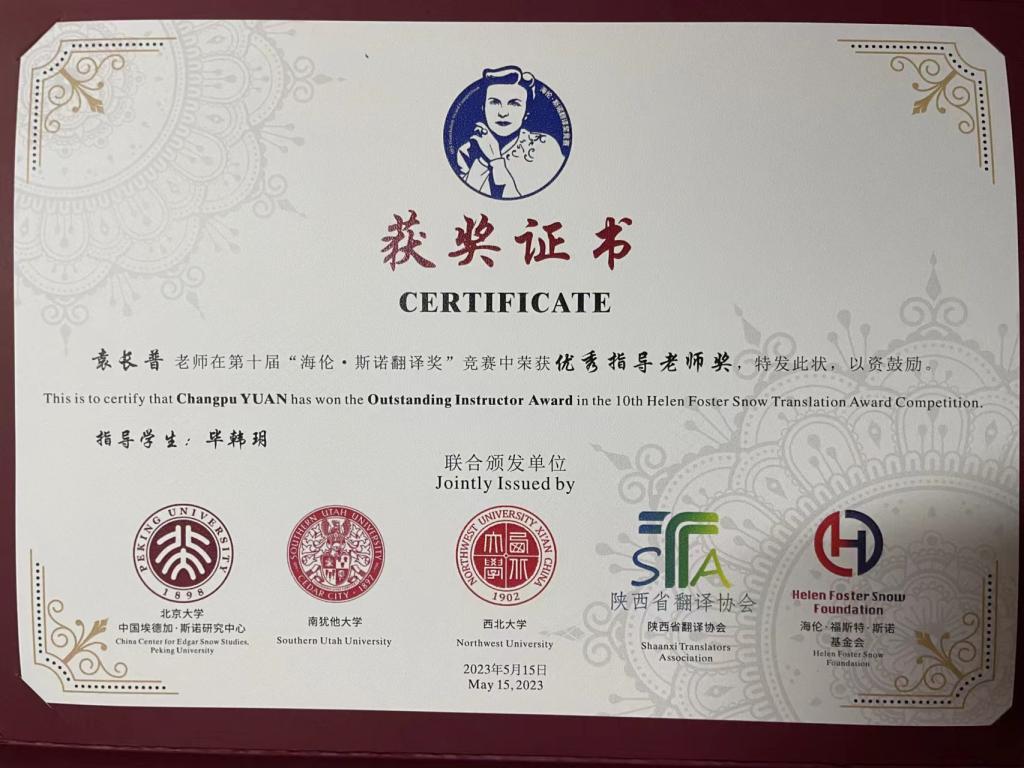 海伦·斯诺翻译奖竞赛
获奖证书
CERTIFICATE
袁长普 老师在第十届“海伦·斯诺翻译奖”竞赛中荣获优秀指导老师奖，特发此状，以资鼓励。
This is to certify that Changpu YUAN has won the Outstanding Instructor Award in the 10th Helen Foster Snow Translation Award Competition.
指导学生：毕韩玥
联合颁发单位
Jointly Issued by
PEKING UNIVERSITY
1898
北京大学
中国埃德加·斯诺研究中心
China Center for Edgar Snow Studies,
Peking University
SOUTHERN UTAH UNIVERSITY
CEDAR CITY · 1897
南犹他大学
Southern Utah University
NORTHWEST UNIVERSITY XI'AN CHINA
1902
西北大学
Northwest University
STA
陕西省翻译协会
陕西省翻译协会
Shaanxi Translators
Association
Helen Foster Snow
Foundation
海伦·福斯特·斯诺
基金会
Helen Foster Snow
Foundation
2023年5月15日
May 15, 2023